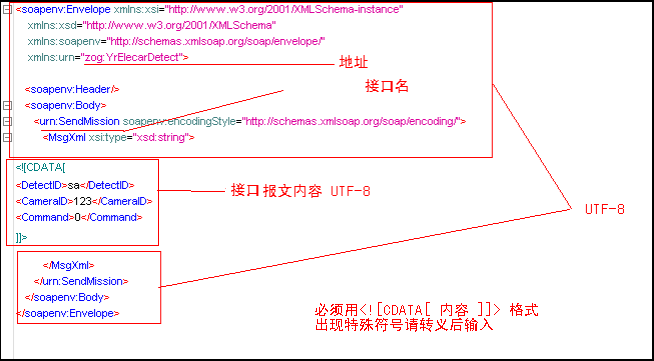 <soapenv:Envelope xmlns:xsi="http://www.w3.org/2001/XMLSchema-instance"
xmlns:xsd="http://www.w3.org/2001/XMLSchema"
xmlns:soapenv="http://schemas.xmlsoap.org/soap/envelope/"
xmlns:urn="zog:YrElecarDetect">
地址
<soapenv:Header/>
接口名
<soapenv:Body>
<urn:SendMission soapenv:encodingStyle="http://schemas.xmlsoap.org/soap/encoding/">
<MsgXml xsi:type="xsd:string">
<![CDATA[
<DetectID>sa</DetectID>
<CameraID>123</CameraID>
<Command>0</Command>
]]>
接口报文内容 UTF-8
UTF-8
</MsgXml>
</urn:SendMission>
</soapenv:Body>
</soapenv:Envelope>
必须用<![CDATA[ 内容 ]]> 格式
出现特殊符号请转义后输入